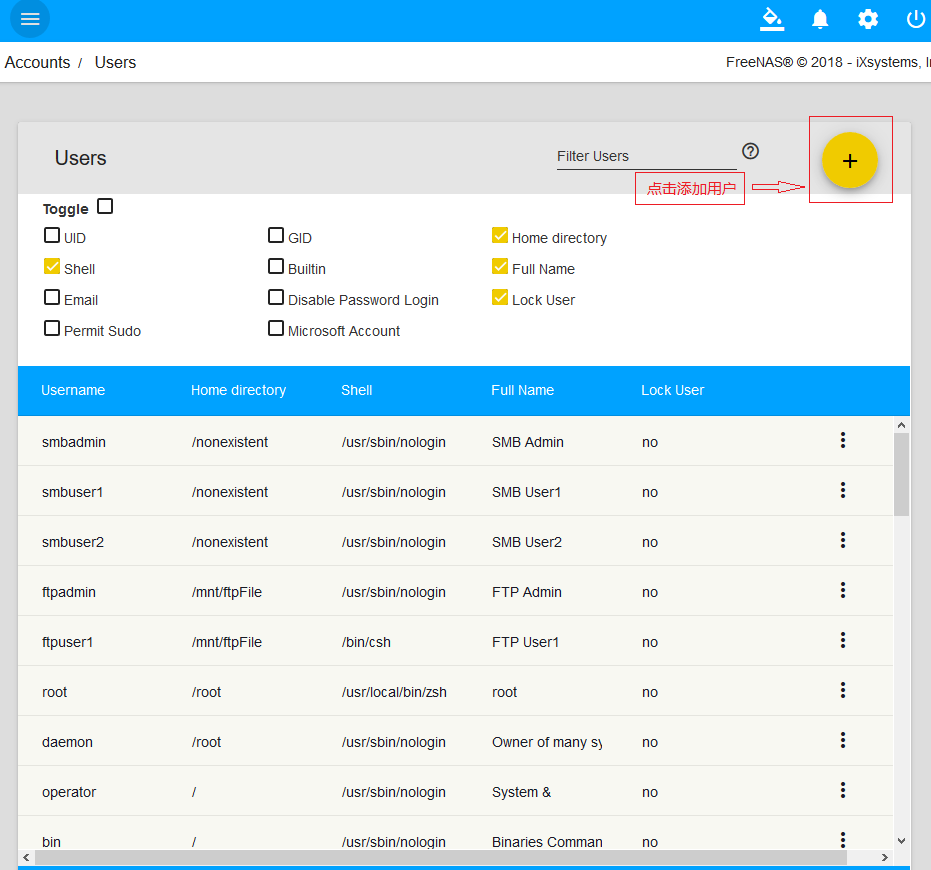 Accounts / Users
FreeNAS® © 2018 - iXsystems, I
Users
Filter Users
点击添加用户
Toggle
UID GID Home directory
Shell Builtin Full Name
Email Disable Password Login Lock User
Permit Sudo Microsoft Account
Username Home directory Shell Full Name Lock User
smbadmin /nonexistent /usr/sbin/nologin SMB Admin no
smbuser1 /nonexistent /usr/sbin/nologin SMB User1 no
smbuser2 /nonexistent /usr/sbin/nologin SMB User2 no
ftpadmin /mnt/ftpFile /usr/sbin/nologin FTP Admin no
ftpuser1 /mnt/ftpFile /bin/csh FTP User1 no
root /root /usr/local/bin/zsh root no
daemon /root /usr/sbin/nologin Owner of many sy no
operator / /usr/sbin/nologin System & no
bin / /usr/sbin/nologin Binaries Comman no